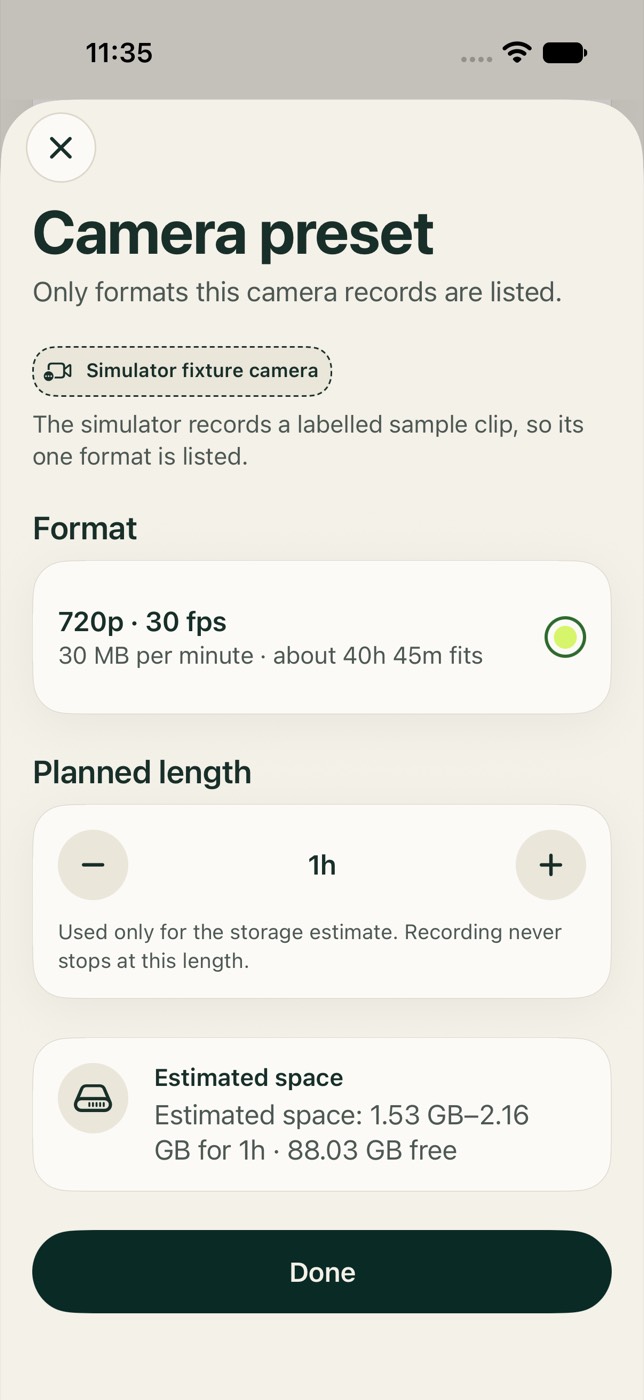 11:35
Camera preset
Only formats this camera records are listed.
Simulator fixture camera
The simulator records a labelled sample clip, so its
one format is listed.
Format
720p · 30 fps
30 MB per minute · about 40h 45m fits
Planned length
1h
Used only for the storage estimate. Recording never
stops at this length.
Estimated space
Estimated space: 1.53 GB–2.16
GB for 1h · 88.03 GB free
Done